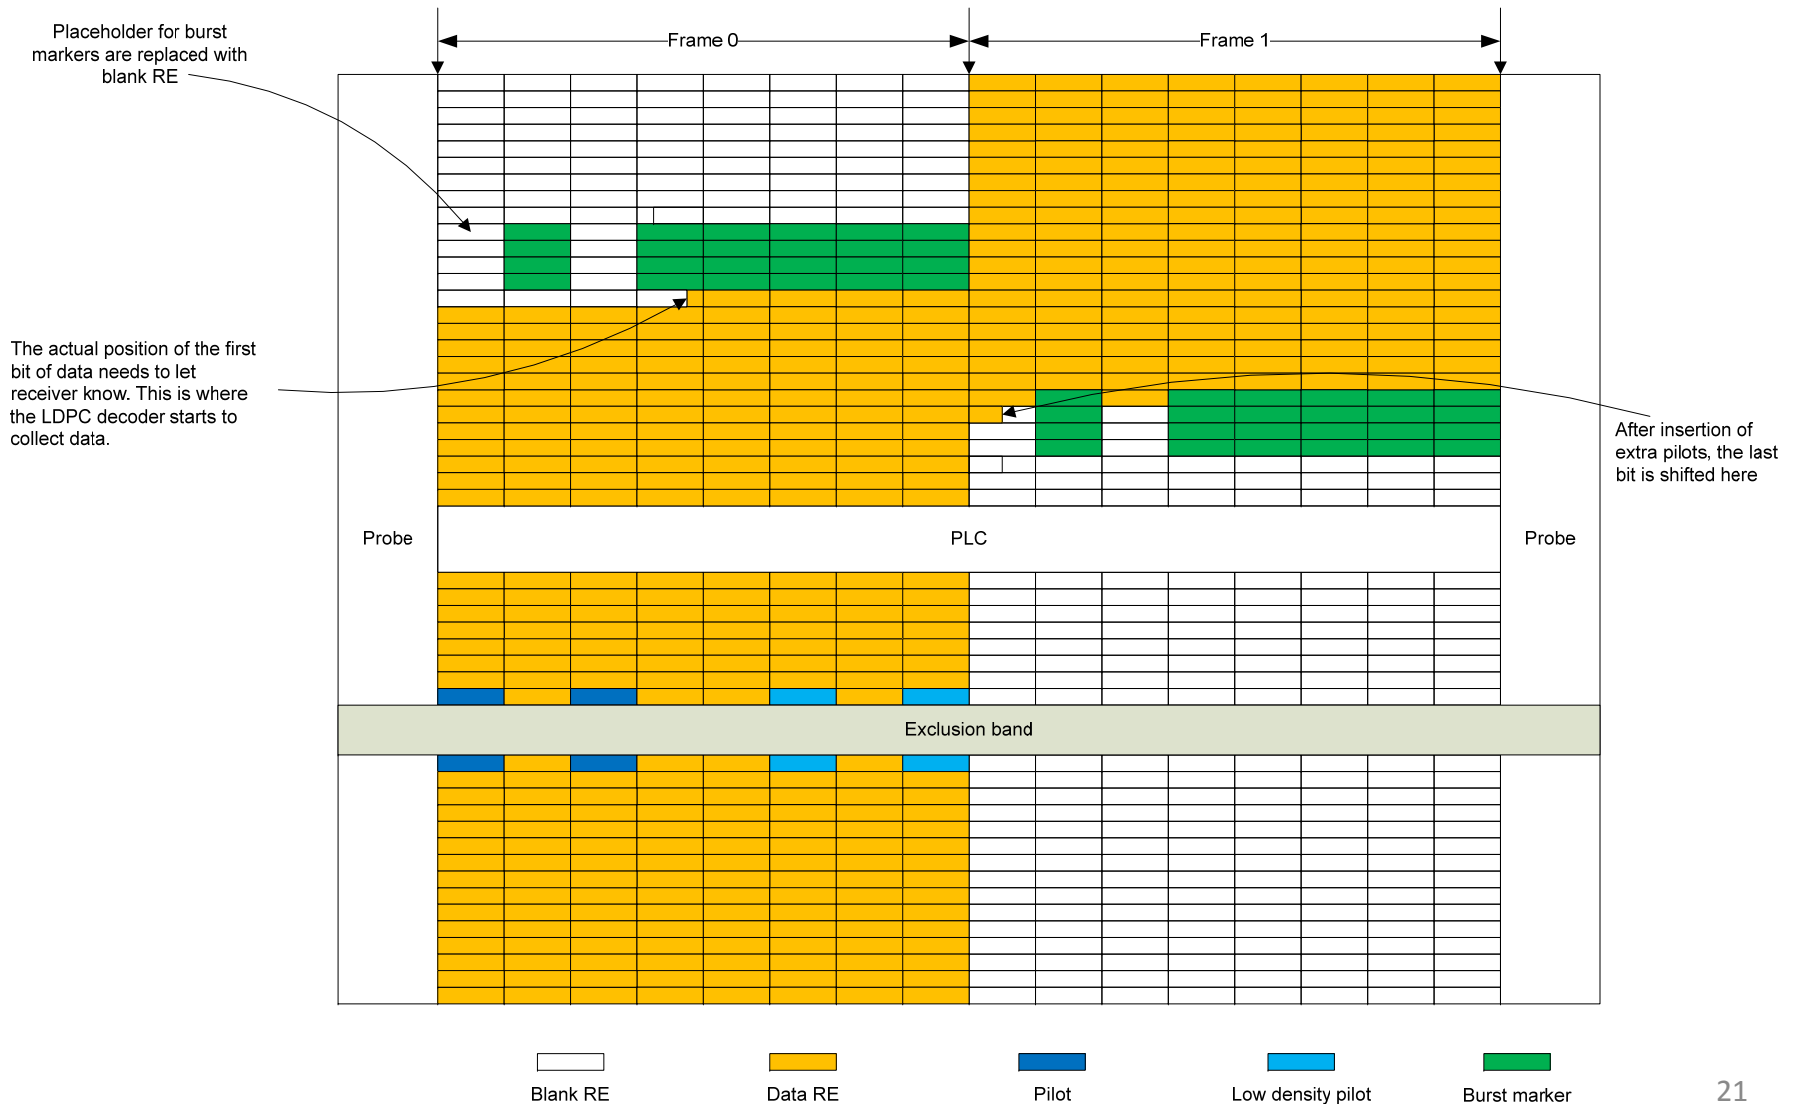 Placeholder for burst
markers are replaced with
blank RE
Frame 0
Frame 1
The actual position of the first
bit of data needs to let
receiver know. This is where
the LDPC decoder starts to
collect data.
After insertion of
extra pilots, the last
bit is shifted here
Probe
PLC
Probe
Exclusion band
Blank RE
Data RE
Pilot
Low density pilot
Burst marker
21